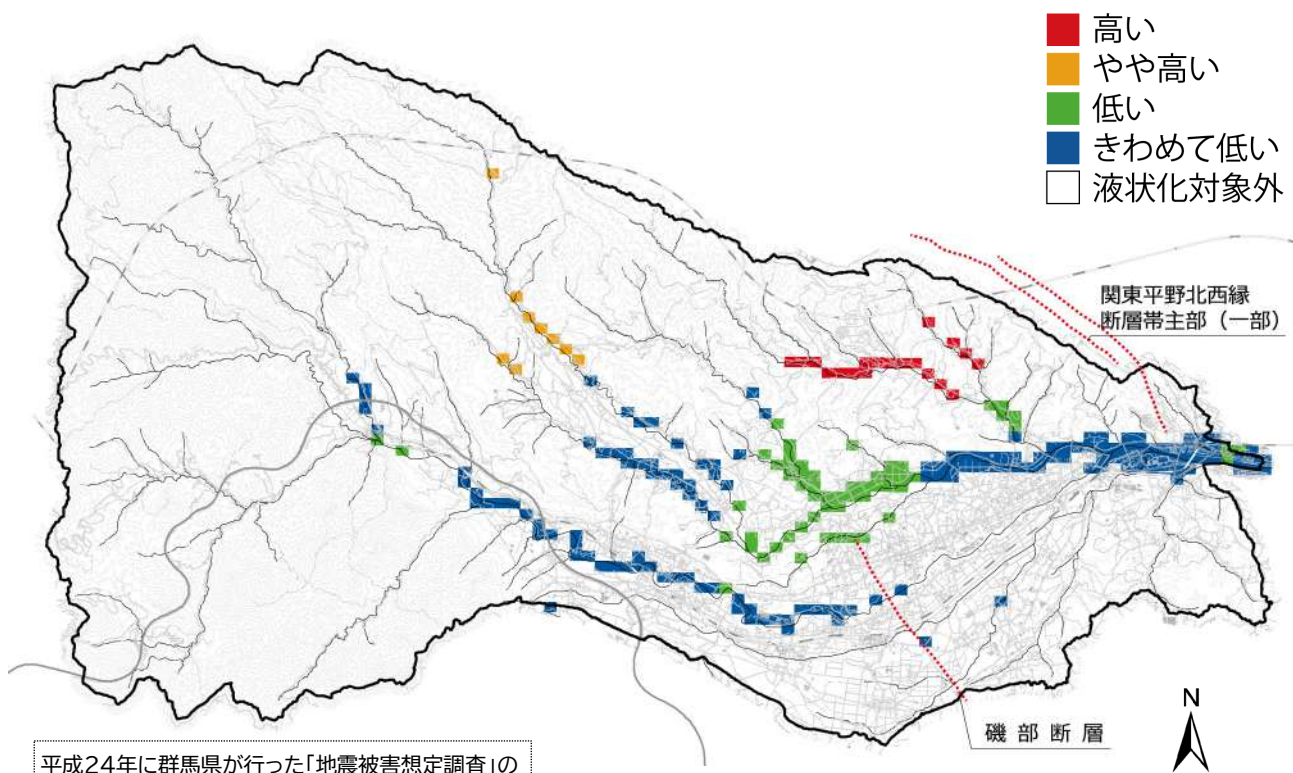 高い
やや高い
低い
きわめて低い
液状化対象外
関東平野北西縁
断層帯主部（一部）
N
磯部断層
平成24年に群馬県が行った「地震被害想定調査」の